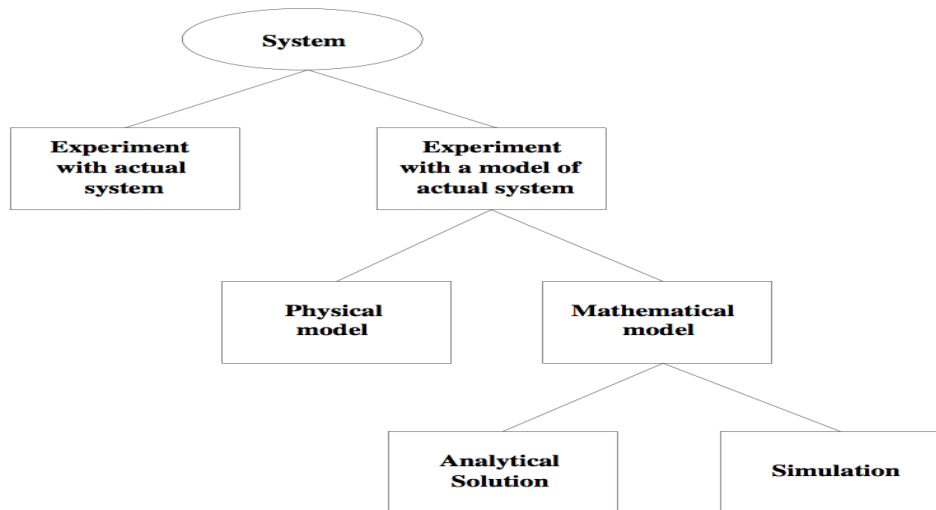 System
Experiment
with actual
system
Experiment
with a model of
actual system
Physical
model
Mathematical
model
Analytical
Solution
Simulation